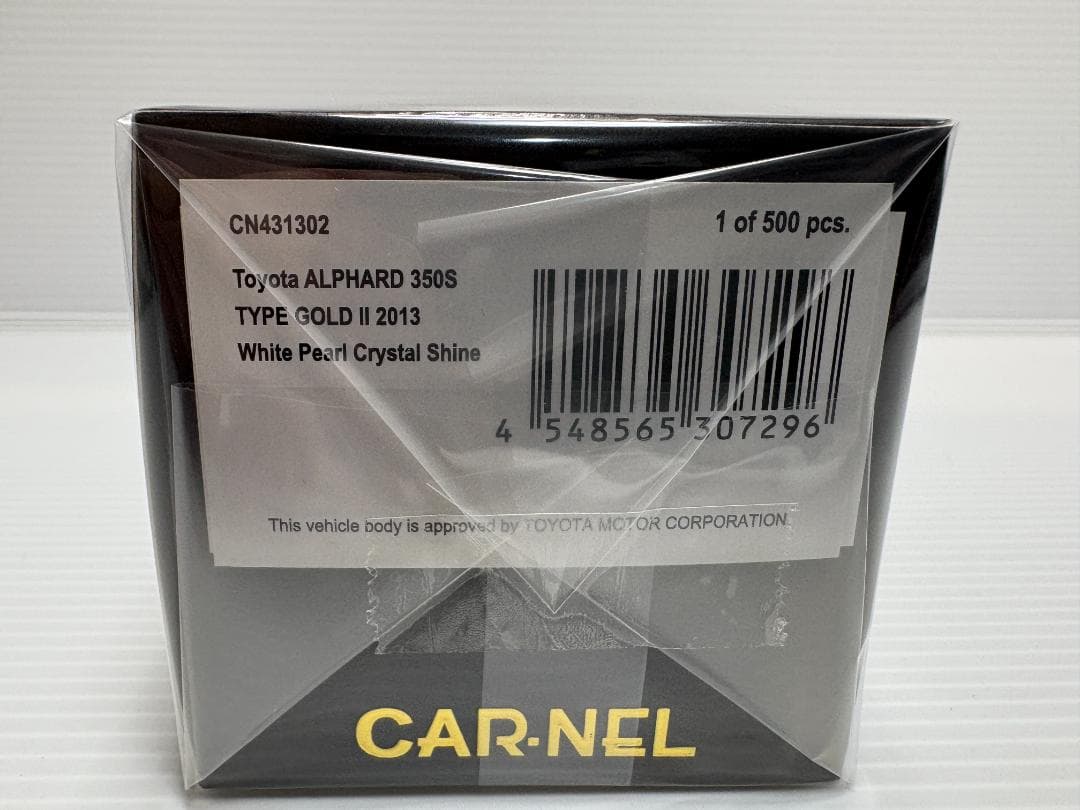 CN431302
1 of 500 pcs.
Toyota ALPHARD 350S
TYPE GOLD II 2013
White Pearl Crystal Shine
4 548565 307296
This vehicle body is approved by TOYOTA MOTOR CORPORATION
CAR·NEL